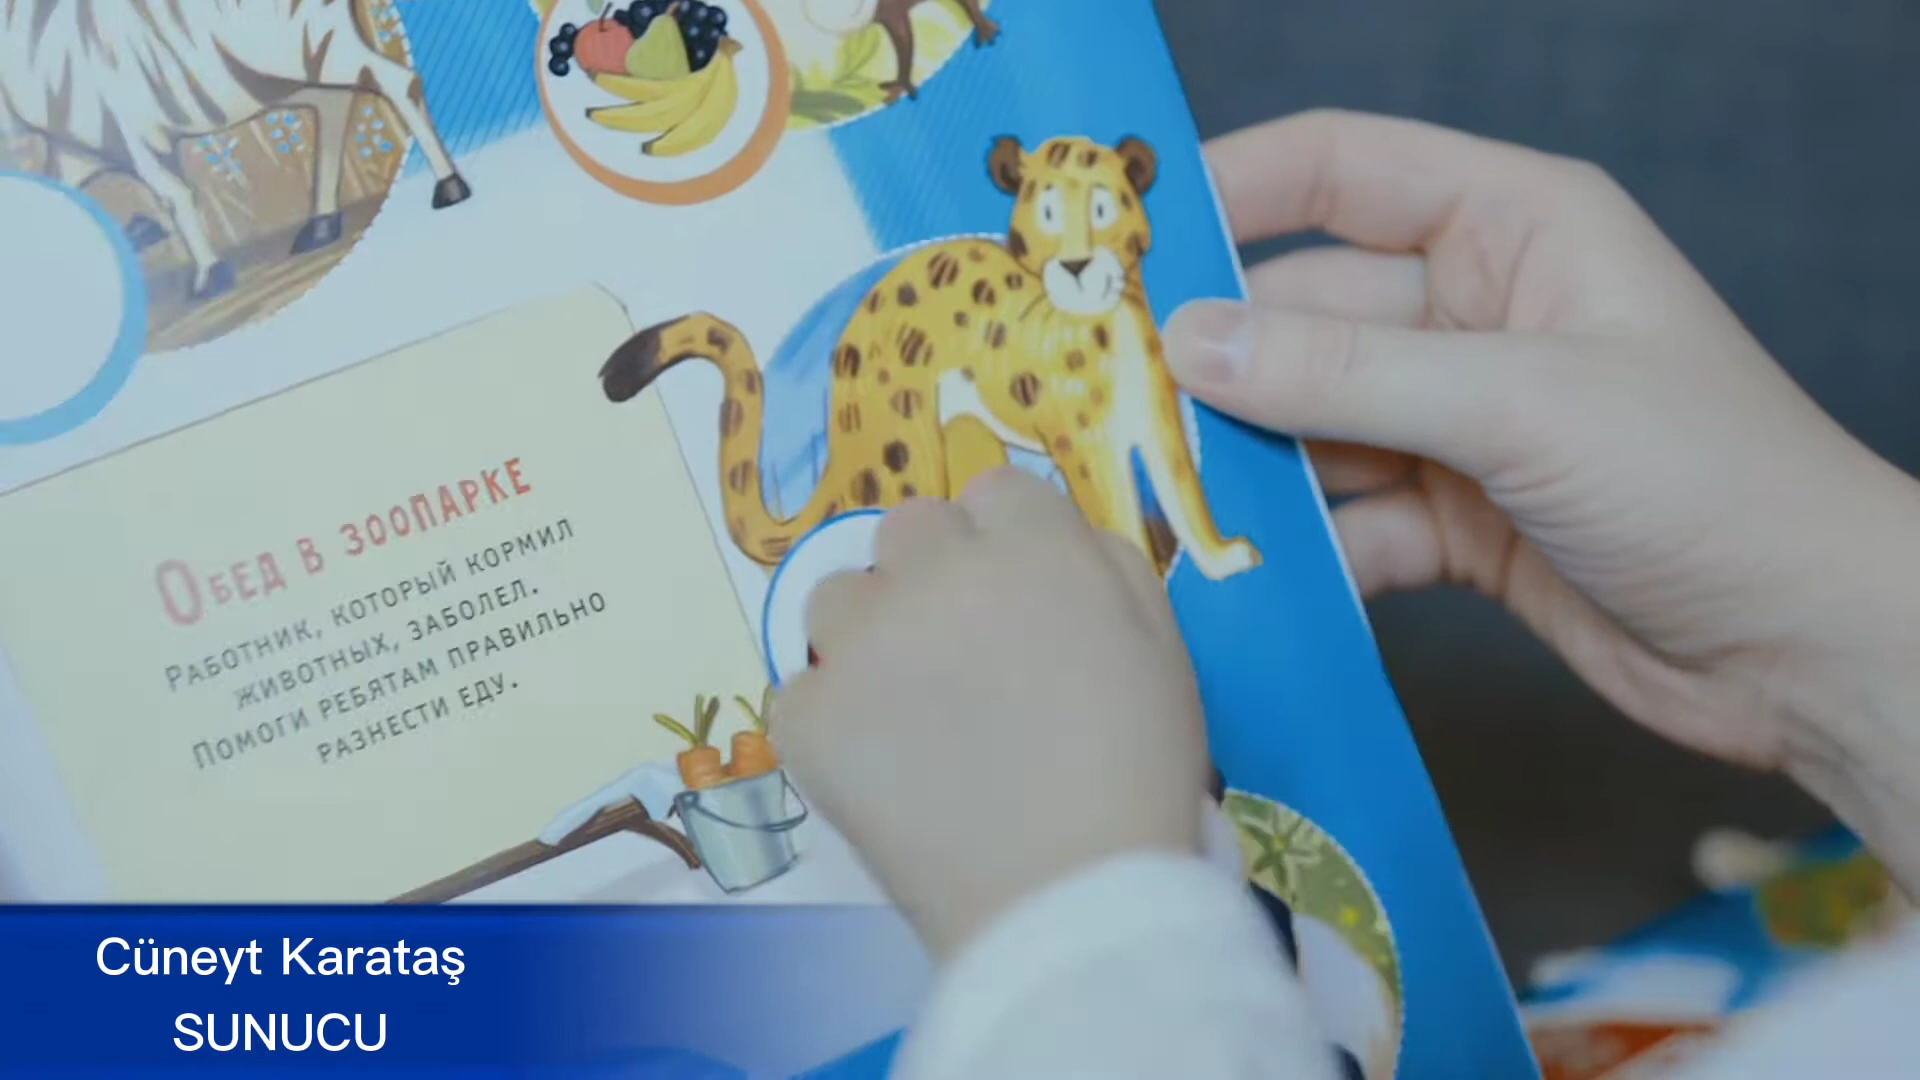 Обед в зоопарке
Работник, который кормил
животных, заболел.
Помоги ребятам правильно
разнести еду.
Cüneyt Karataş
SUNUCU